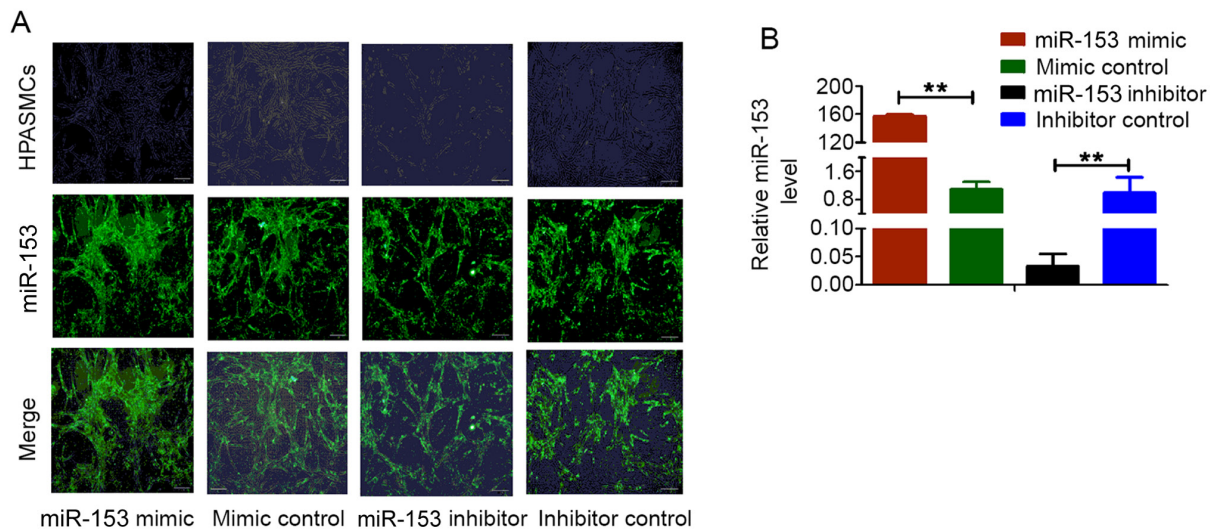 A
HPASMCs
miR-153
Merge
miR-153 mimic
Mimic control
miR-153 inhibitor
Inhibitor control
B
miR-153 mimic
Mimic control
miR-153 inhibitor
Inhibitor control
Relative miR-153
level
200
160
120
1.6
0.8
0.10
0.05
0.00
**
**